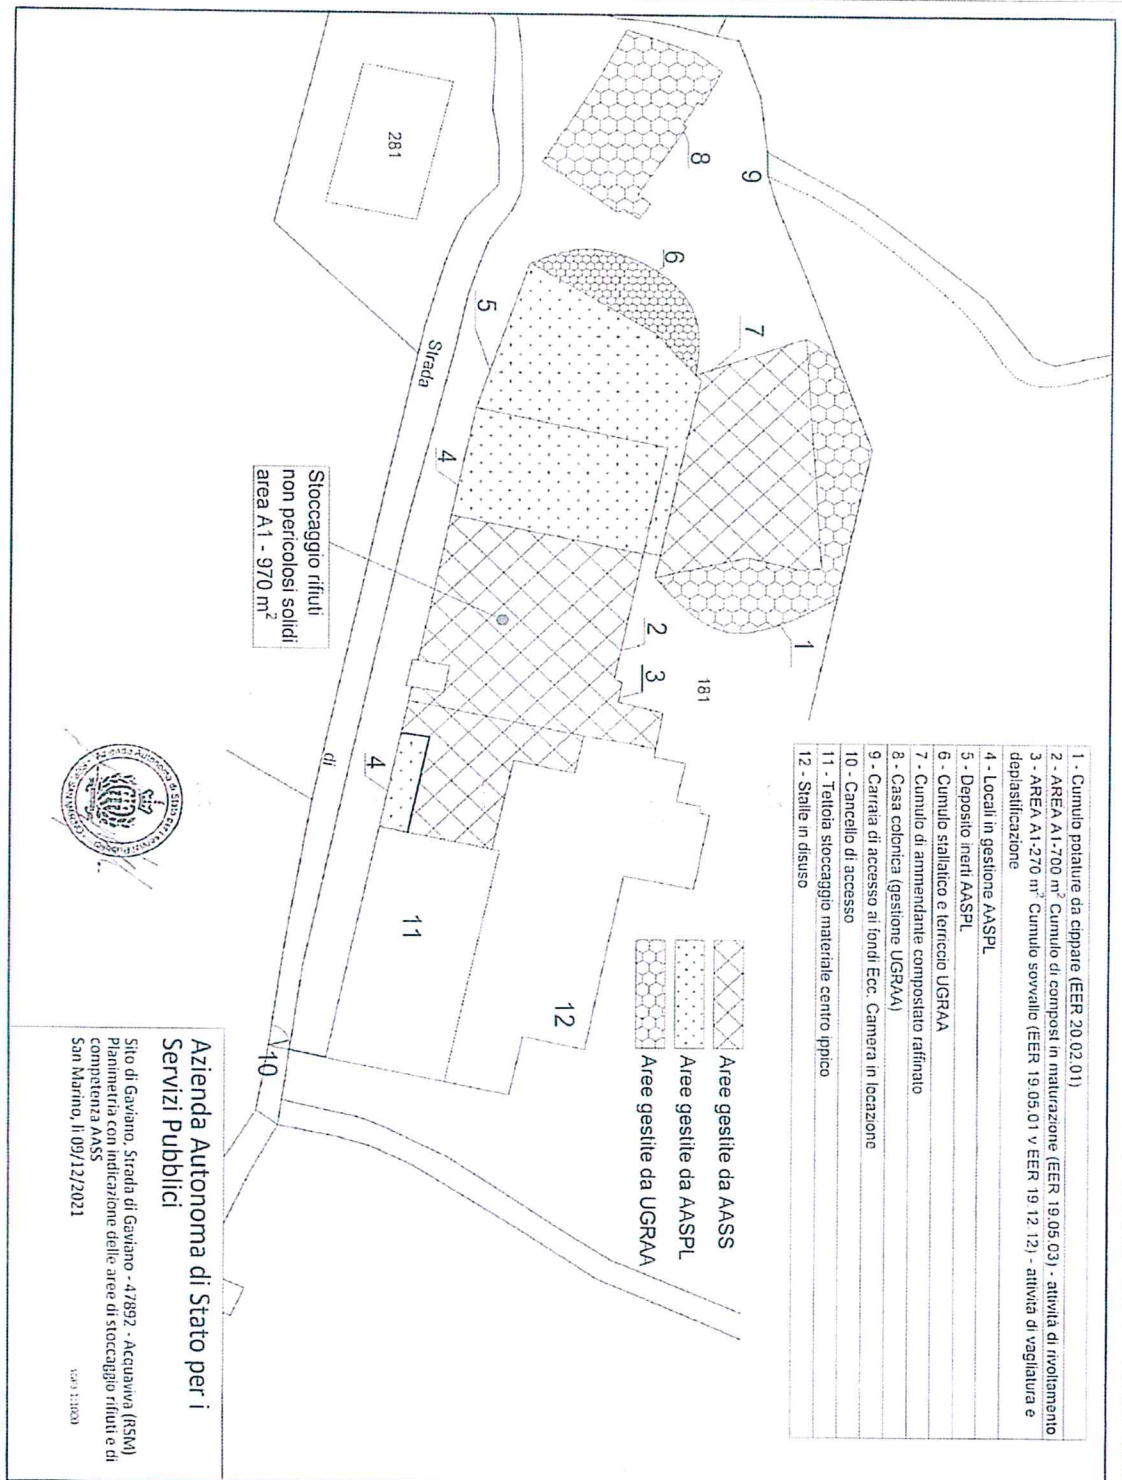 1 - Cumulo potature da cippare (EER 20.02.01)
2 - AREA A1-700 m² Cumulo di compost in maturazione (EER 19.05.03) - attività di rivoltamento
3 - AREA A1-270 m² Cumulo sovvallo (EER 19.05.01 v EER 19.12.12) - attività di vagliatura e
deplastificazione
4 - Locali in gestione AASPL
5 - Deposito inerti AASPL
6 - Cumulo stallatico e terriccio UGRAA
7 - Cumulo di ammendante compostato raffinato
8 - Casa colonica (gestione UGRAA)
9 - Carraia di accesso ai fondi Ecc. Camera in locazione
10 - Cancello di accesso
11 - Tettoia stoccaggio materiale centro ippico
12 - Stalle in disuso
9
8
7
1
6
281
181
2
3
5
4
Strada
Stoccaggio rifiuti
non pericolosi solidi
area A1 - 970 m²
di
4
11
12
10
Aree gestite da AASS
Aree gestite da AASPL
Aree gestite da UGRAA
Azienda Autonoma di Stato per i
Servizi Pubblici
Sito di Gaviano, Strada di Gaviano - 47892 - Acquaviva (RSM)
Planimetria con indicazione delle aree di stoccaggio rifiuti e di
competenza AASS
San Marino, lì 09/12/2021
1:1000
Azienda Autonoma di Stato